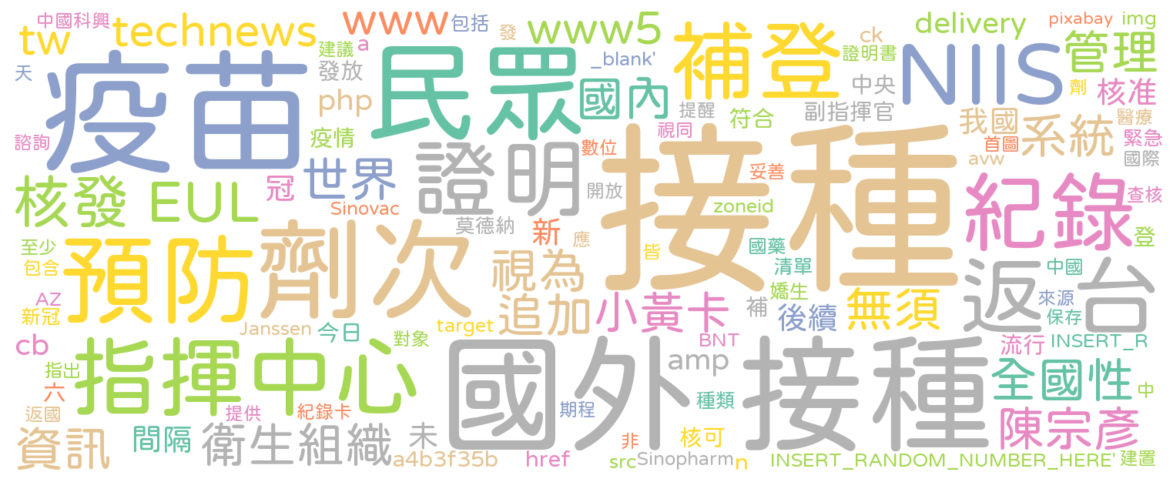 中國科興
tw
technews
www
包括
發
www5
delivery
pixabay
img
天
疫苗
建議
a
發放
php
疫情
民眾
_blank'
國內
補登
提醒
視同
符合
NIIS
ck
證明書
中央
副指揮官
管理
劑
核准
醫療
緊急
國際
我國
首圖
avw
系統
諮詢
核發
EUL
冠
世界
Sinovac
證明
莫德納
數位
開放
接種
妥善
zoneid
紀錄
查核
登
至少
包含
AZ
新冠
預防
劑次
新
應
視為
追加
皆
國藥
清單
嬌生
補
後續
小黃卡
無須
返台
中國
來源
保存
cb
Janssen
今日
對象
target
BNT
amp
INSERT_R
流行
指出
六
返國
指揮中心
提供
紀錄卡
國外接種
期程
種類
全國性
中
陳宗彥
資訊
間隔
衛生組織
未
a4b3f35b
href
非
src
核可
Sinopharm
n
INSERT_RANDOM_NUMBER_HERE'
建置